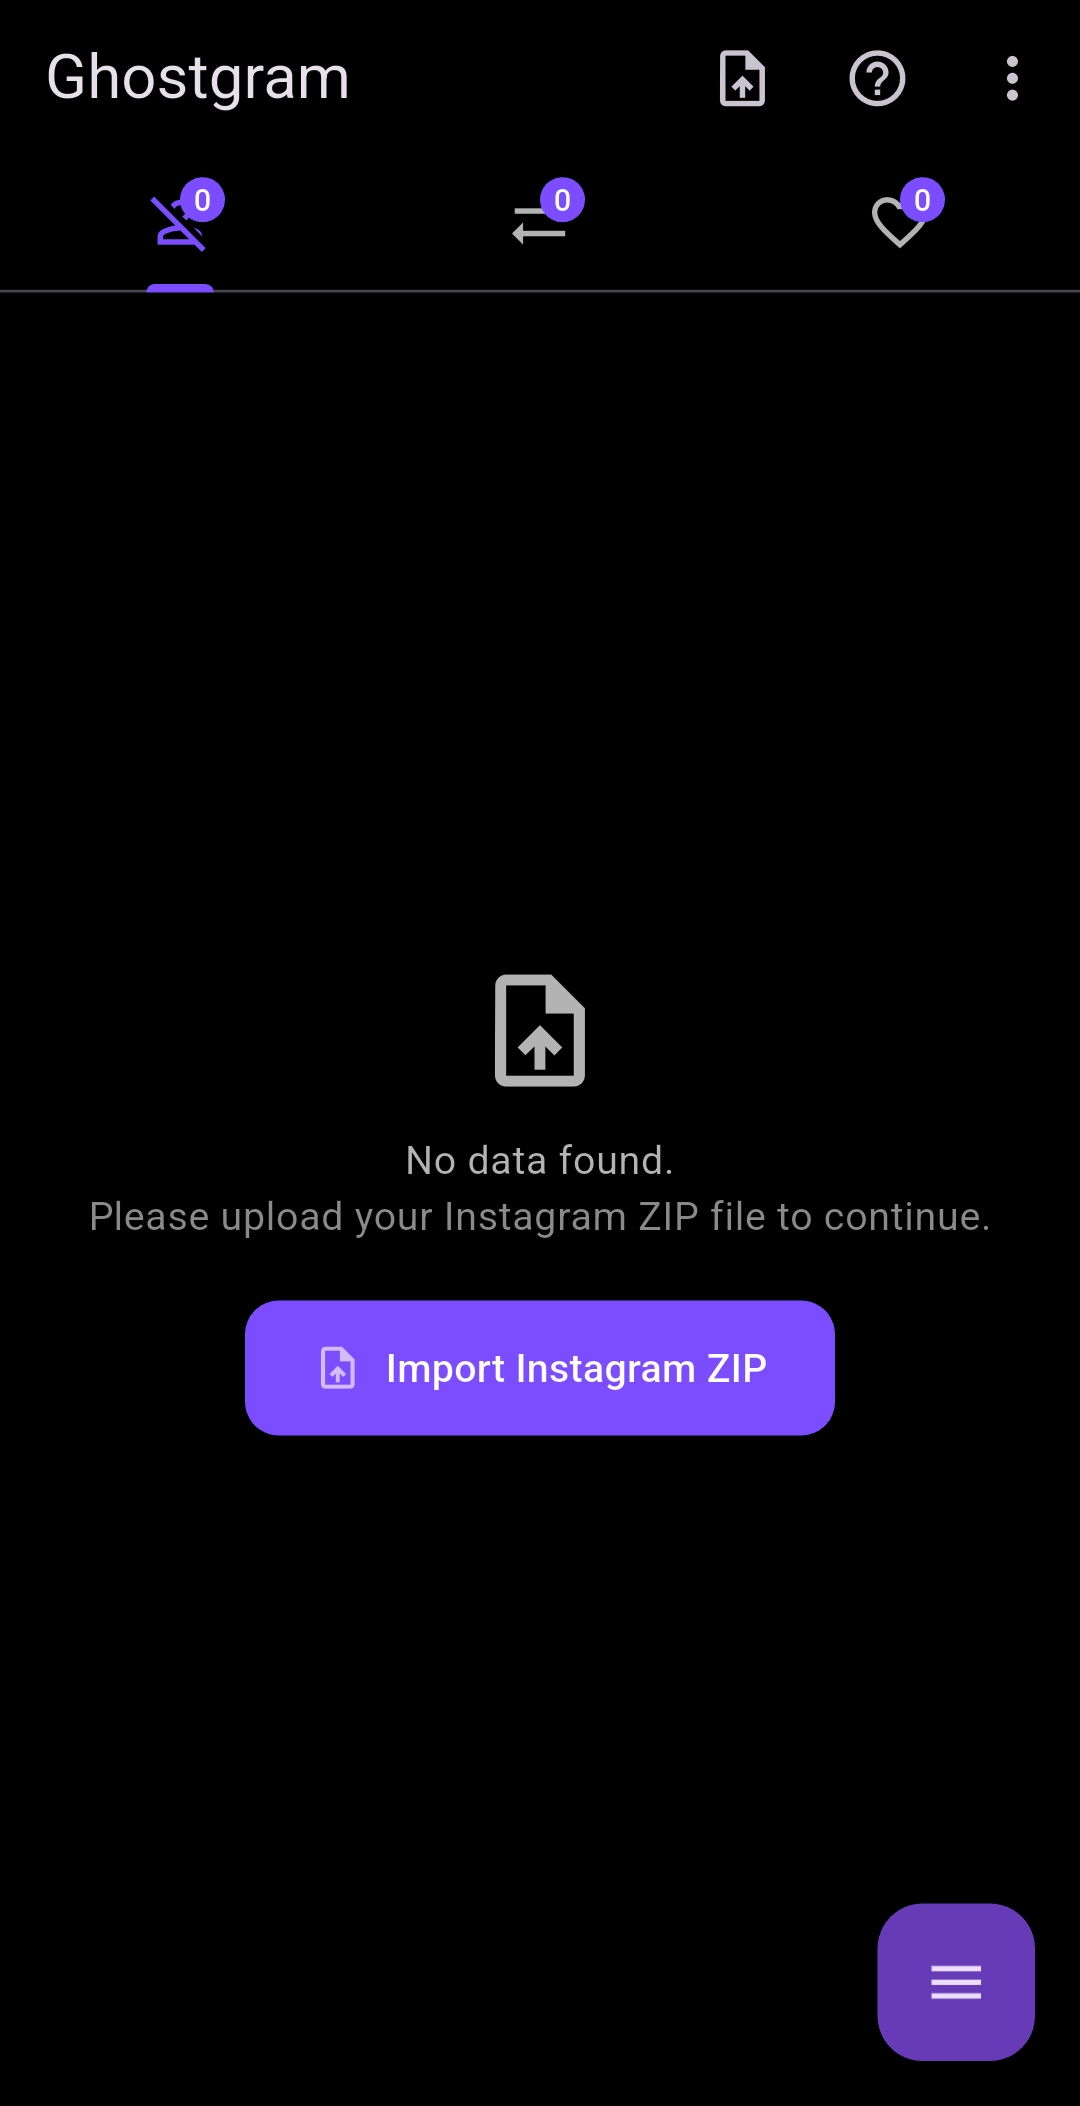 Ghostgram
0
0
0
No data found.
Please upload your Instagram ZIP file to continue.
Import Instagram ZIP